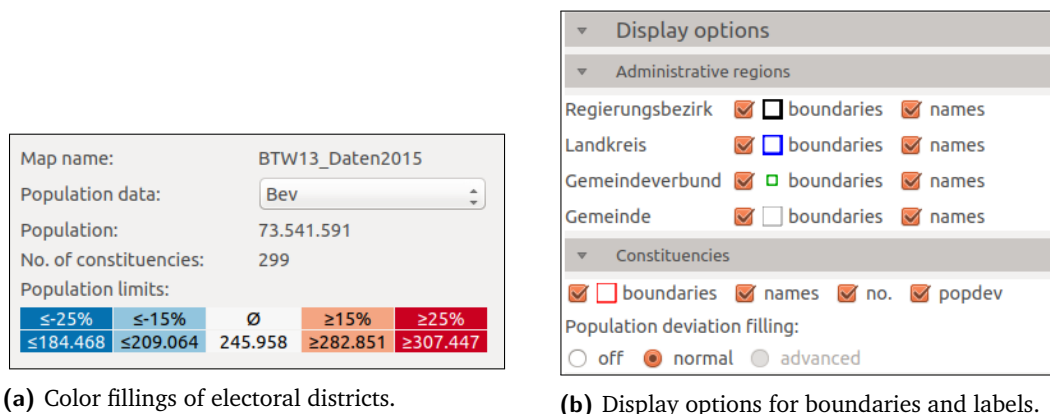 Map name: BTW13_Daten2015
Population data: Bev
Population: 73.541.591
No. of constituencies: 299
Population limits:
≤-25% ≤-15% Ø ≥15% ≥25%
≤184.468 ≤209.064 245.958 ≥282.851 ≥307.447
(a) Color fillings of electoral districts.
Display options
Administrative regions
Regierungsbezirk boundaries names
Landkreis boundaries names
Gemeindeverbund boundaries names
Gemeinde boundaries names
Constituencies
boundaries names no. popdev
Population deviation filling:
off normal advanced
(b) Display options for boundaries and labels.